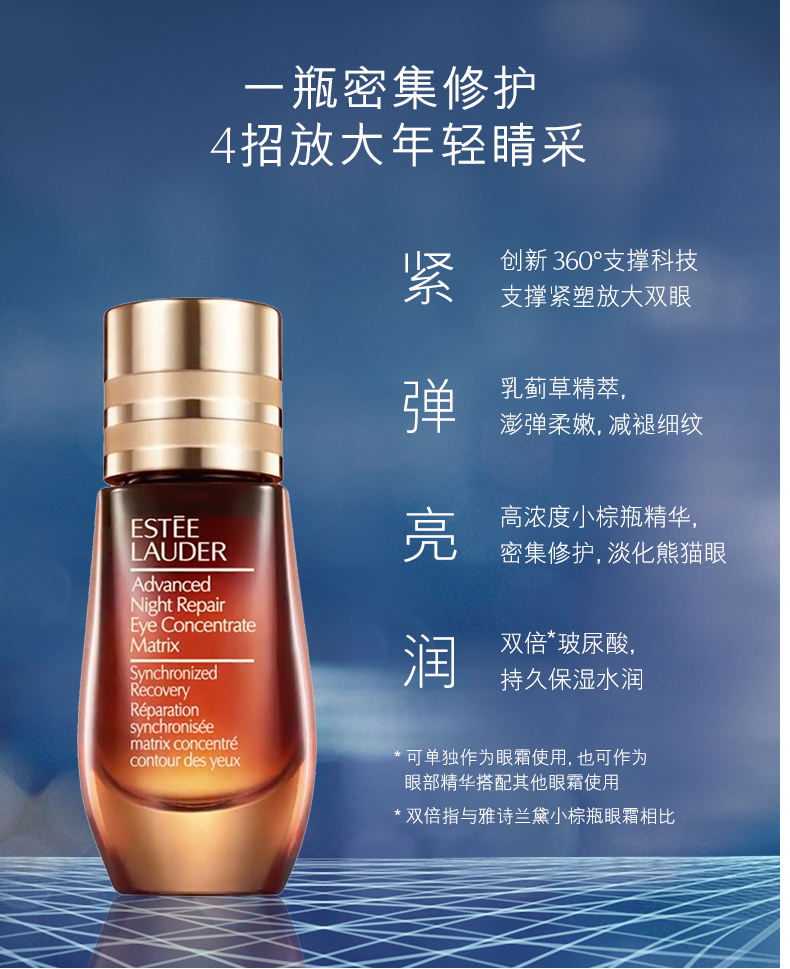 一瓶密集修护
4招放大年轻睛采
紧
创新 360°支撑科技
支撑紧塑放大双眼
弹
乳蓟草精萃,
澎弹柔嫩, 减褪细纹
亮
高浓度小棕瓶精华,
密集修护, 淡化熊猫眼
润
双倍*玻尿酸,
持久保湿水润
* 可单独作为眼霜使用, 也可作为
眼部精华搭配其他眼霜使用
* 双倍指与雅诗兰黛小棕瓶眼霜相比
ESTĒE
LAUDER
Advanced
Night Repair
Eye Concentrate
Matrix
Synchronized
Recovery
Réparation
synchronisée
matrix concentré
contour des yeux